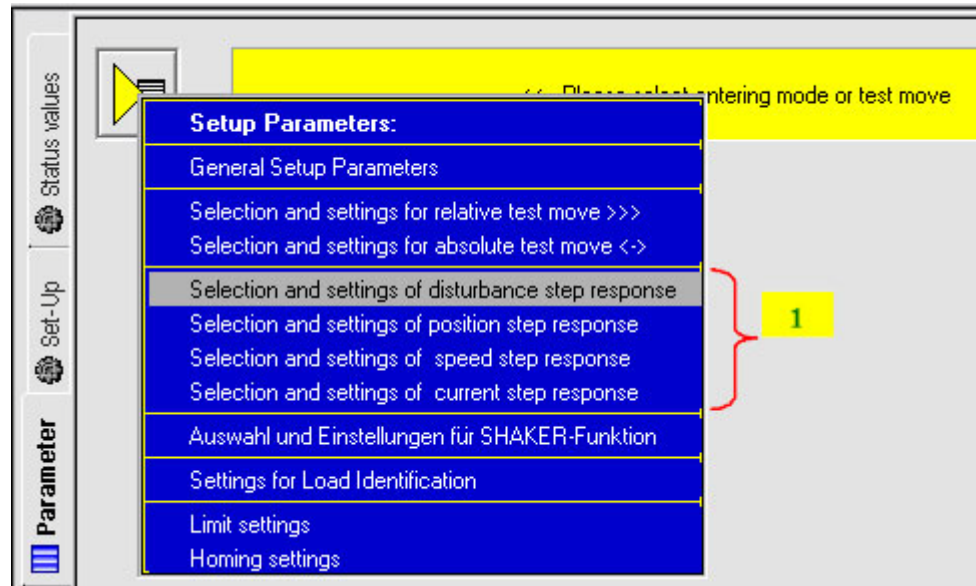 Status values
Set-Up
Parameter
Please select entering mode or test move
Setup Parameters:
General Setup Parameters
Selection and settings for relative test move >>>
Selection and settings for absolute test move <->
Selection and settings of disturbance step response
Selection and settings of position step response
Selection and settings of speed step response
Selection and settings of current step response
1
Auswahl und Einstellungen für SHAKER-Funktion
Settings for Load Identification
Limit settings
Homing settings